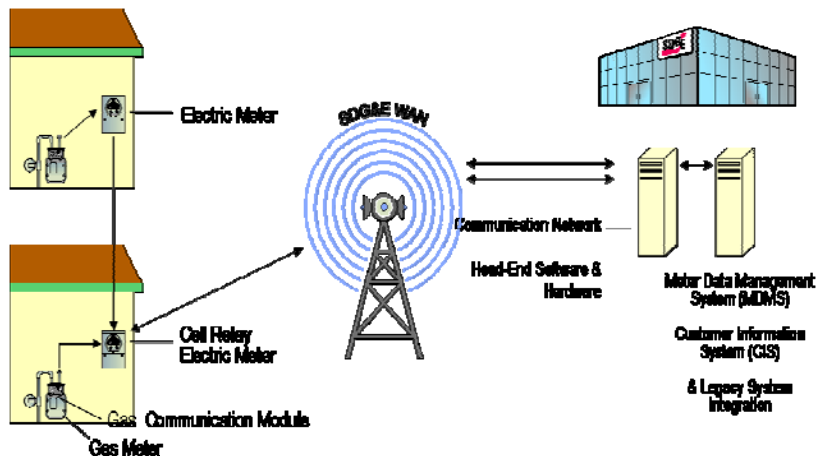 SDG&E
Electric Meter
SDG&E WAN
Communication Network
Head-End Software &
Hardware
Meter Data Management
System (MDMS)
Customer Information
System (CIS)
& Legacy System
Integration
Cell Relay
Electric Meter
Gas Communication Module
Gas Meter